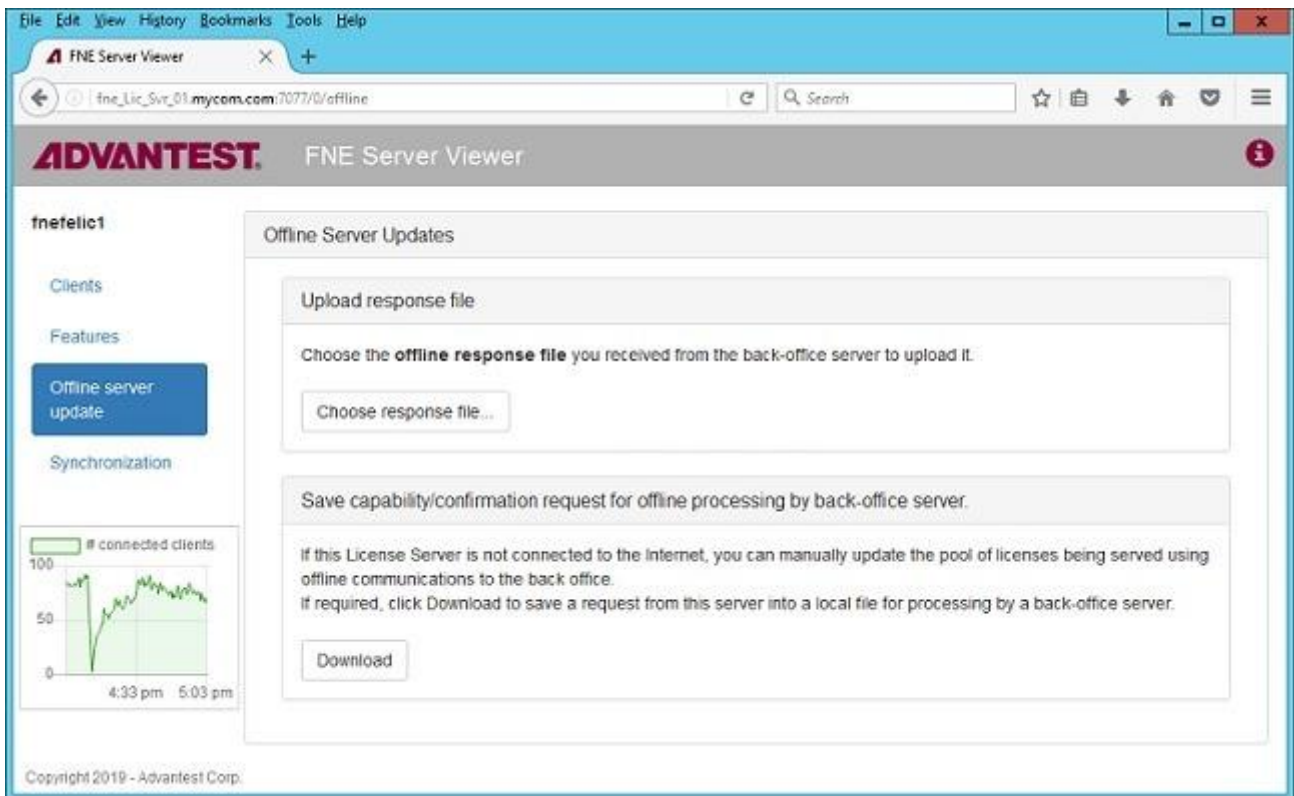 File Edit View History Bookmarks Tools Help
FNE Server Viewer
fne_Lic_Svr_01.mycom.com:7077/0/offline
Search
ADVANTEST.
FNE Server Viewer
fnefelic1
Clients
Features
Offline server
update
Synchronization
# connected clients
100
50
0
4:33 pm 5:03 pm
Offline Server Updates
Upload response file
Choose the offline response file you received from the back-office server to upload it.
Choose response file...
Save capability/confirmation request for offline processing by back-office server.
If this License Server is not connected to the Internet, you can manually update the pool of licenses being served using
offline communications to the back office.
If required, click Download to save a request from this server into a local file for processing by a back-office server.
Download
Copyright 2019 - Advantest Corp.